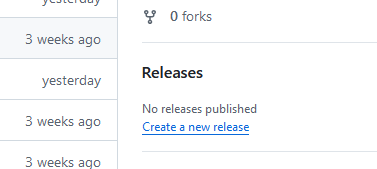 yesterday
3 weeks ago
yesterday
3 weeks ago
3 weeks ago
0 forks
Releases
No releases published
Create a new release